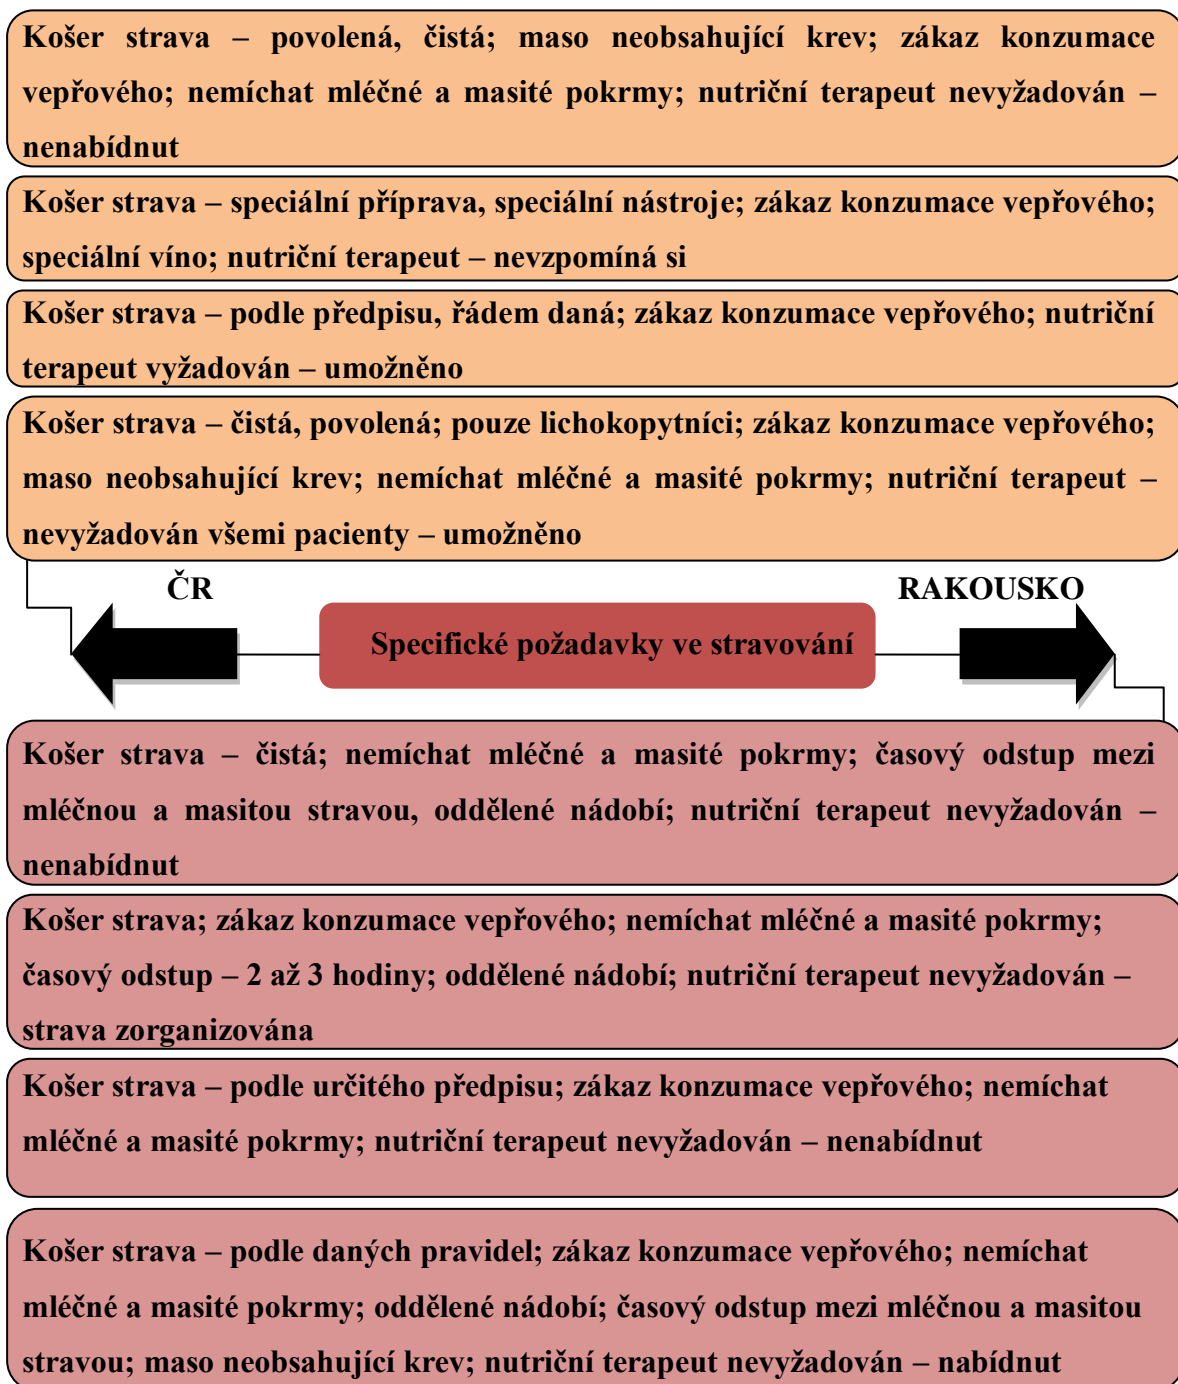 Košer strava – povolená, čistá; maso neobsahující krev; zákaz konzumace
vepřového; nemíchat mléčné a masité pokrmy; nutriční terapeut nevyžadován –
nenabídnut
Košer strava – speciální příprava, speciální nástroje; zákaz konzumace vepřového;
speciální víno; nutriční terapeut – nevzpomíná si
Košer strava – podle předpisu, řádem daná; zákaz konzumace vepřového; nutriční
terapeut vyžadován – umožněno
Košer strava – čistá, povolená; pouze lichokopytníci; zákaz konzumace vepřového;
maso neobsahující krev; nemíchat mléčné a masité pokrmy; nutriční terapeut –
nevyžadován všemi pacienty – umožněno
ČR
RAKOUSKO
Specifické požadavky ve stravování
Košer strava – čistá; nemíchat mléčné a masité pokrmy; časový odstup mezi
mléčnou a masitou stravou, oddělené nádobí; nutriční terapeut nevyžadován –
nenabídnut
Košer strava; zákaz konzumace vepřového; nemíchat mléčné a masité pokrmy;
časový odstup – 2 až 3 hodiny; oddělené nádobí; nutriční terapeut nevyžadován –
strava zorganizována
Košer strava – podle určitého předpisu; zákaz konzumace vepřového; nemíchat
mléčné a masité pokrmy; nutriční terapeut nevyžadován – nenabídnut
Košer strava – podle daných pravidel; zákaz konzumace vepřového; nemíchat
mléčné a masité pokrmy; oddělené nádobí; časový odstup mezi mléčnou a masitou
stravou; maso neobsahující krev; nutriční terapeut nevyžadován – nabídnut